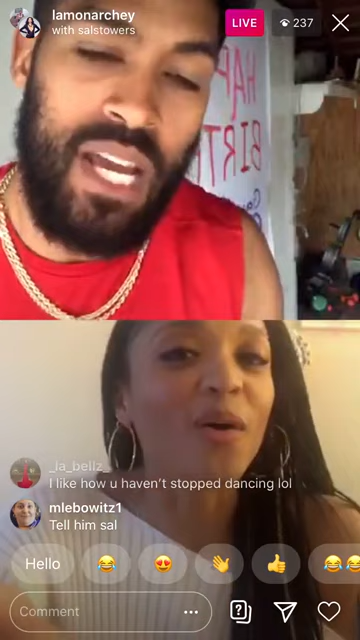 lamonarchey
with salstowers
LIVE
237
HAP
BIRT
_la_bellz_
I like how u haven't stopped dancing lol
mlebowitz1
Tell him sal
Hello
Comment